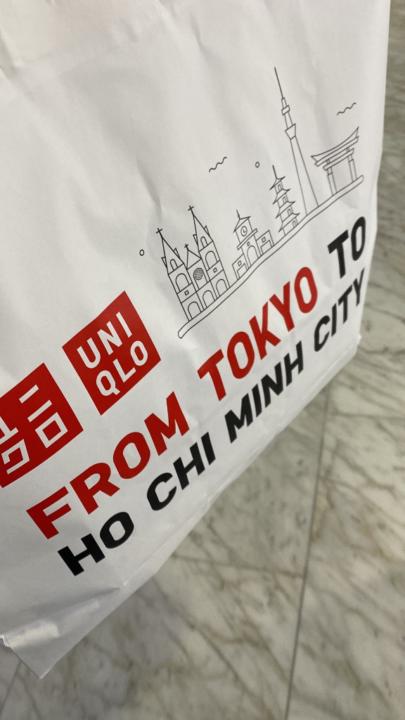 ユニ
クロ
UNI
QLO
FROM TOKYO TO
HO CHI MINH CITY